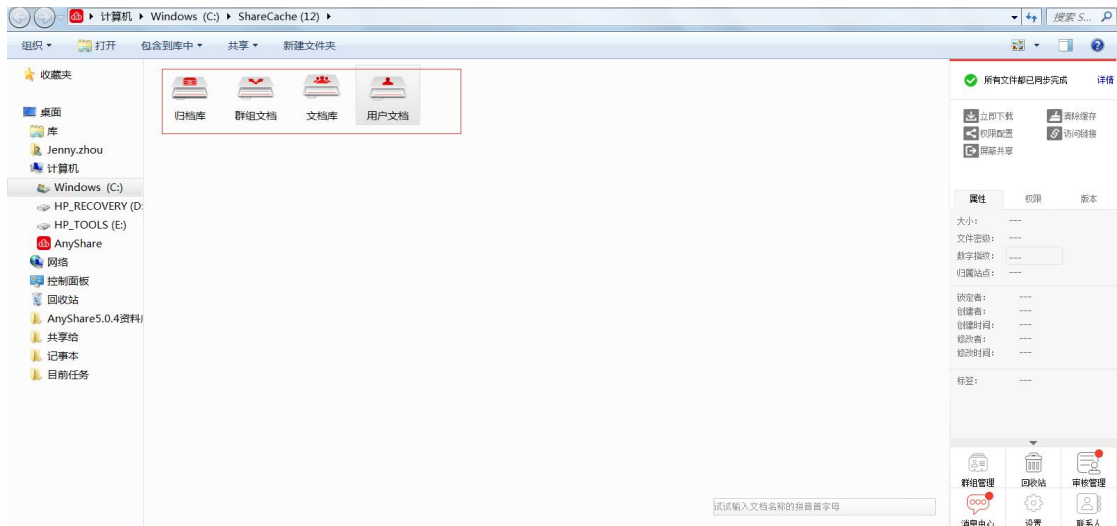 计算机 Windows (C:) ShareCache (12) 搜索 S...
组织 打开 包含到库中 共享 新建文件夹
收藏夹
桌面
库
Jenny.zhou
计算机
Windows (C:)
HP_RECOVERY (D:
HP_TOOLS (E:)
AnyShare
网络
控制面板
回收站
AnyShare5.0.4资料
共享给
记事本
目前任务
归档库 群组文档 文档库 用户文档
试试输入文档名称的拼音首字母
所有文件都已同步完成 详情
立即下载 清除缓存
权限配置 访问链接
屏蔽共享
属性 权限 版本
大小: ---
文件密级: ---
数字指纹: ---
归属站点: ---
锁定者: ---
创建者: ---
创建时间: ---
修改者: ---
修改时间: ---
标签: ---
群组管理 回收站 审核管理
消息中心 设置 联系人